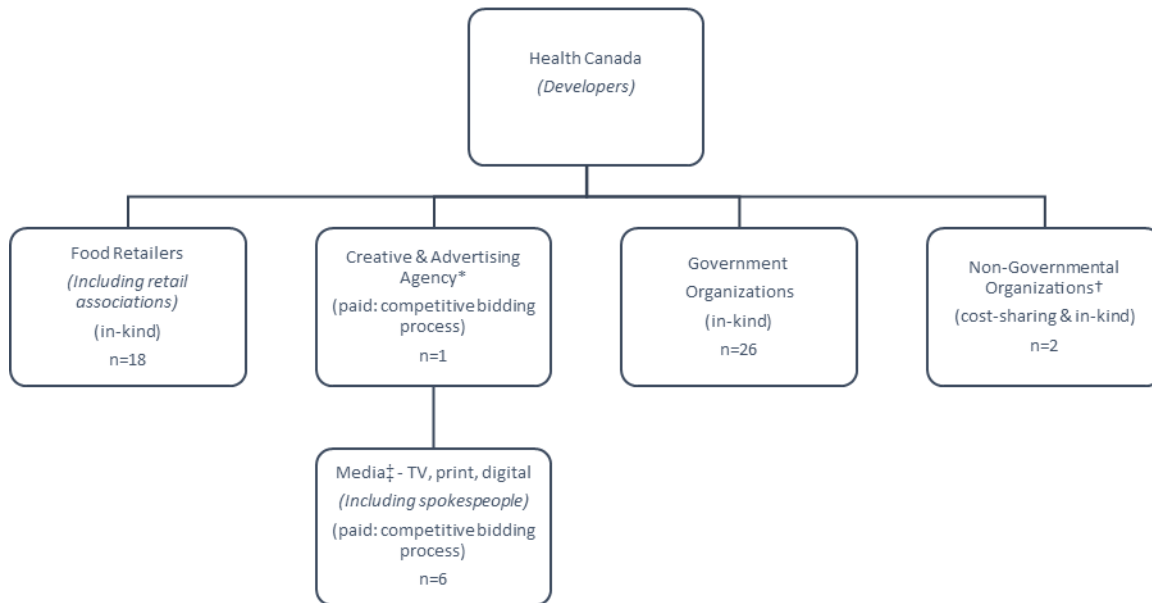 Health Canada
(Developers)
Food Retailers
(Including retail
associations)
(in-kind)
n=18
Creative & Advertising
Agency*
(paid: competitive bidding
process)
n=1
Government
Organizations
(in-kind)
n=26
Non-Governmental
Organizations†
(cost-sharing & in-kind)
n=2
Media‡ - TV, print, digital
(Including spokespeople)
(paid: competitive bidding
process)
n=6